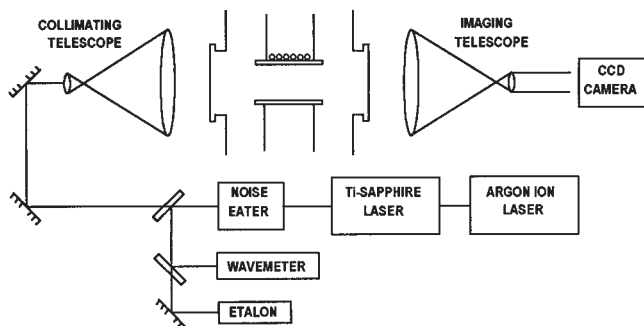 COLLIMATING
TELESCOPE
IMAGING
TELESCOPE
CCD
CAMERA
NOISE
EATER
Ti-SAPPHIRE
LASER
ARGON ION
LASER
WAVEMETER
ETALON